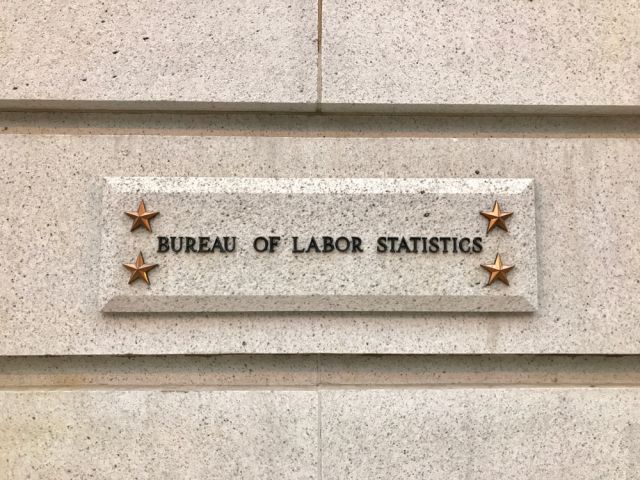 BUREAU OF LABOR STATISTICS